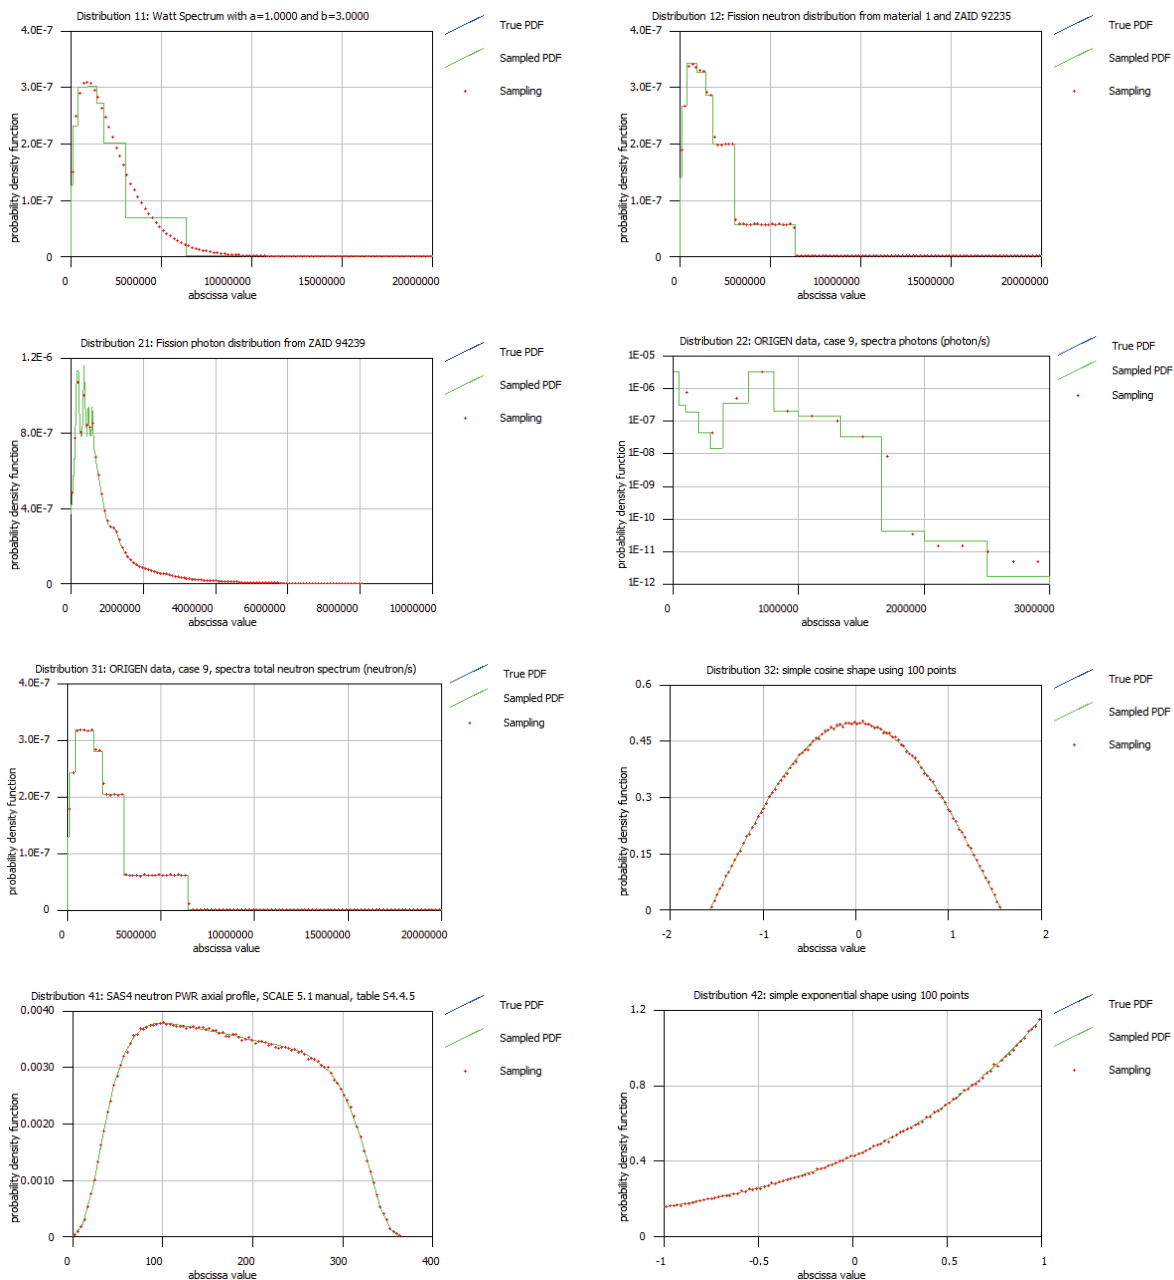 Distribution 11: Watt Spectrum with a=1.0000 and b=3.0000
4.0E-7
3.0E-7
2.0E-7
1.0E-7
0
probability density function
0 5000000 10000000 15000000 20000000
abscissa value
True PDF
Sampled PDF
Sampling
Distribution 12: Fission neutron distribution from material 1 and ZAID 92235
4.0E-7
3.0E-7
2.0E-7
1.0E-7
0
probability density function
0 5000000 10000000 15000000 20000000
abscissa value
True PDF
Sampled PDF
Sampling
Distribution 21: Fission photon distribution from ZAID 94239
1.2E-6
8.0E-7
4.0E-7
0
probability density function
0 2000000 4000000 6000000 8000000 10000000
abscissa value
True PDF
Sampled PDF
Sampling
Distribution 22: ORIGEN data, case 9, spectra photons (photon/s)
1E-05
1E-06
1E-07
1E-08
1E-09
1E-10
1E-11
1E-12
probability density function
0 1000000 2000000 3000000
abscissa value
True PDF
Sampled PDF
Sampling
Distribution 31: ORIGEN data, case 9, spectra total neutron spectrum (neutron/s)
4.0E-7
3.0E-7
2.0E-7
1.0E-7
0
probability density function
0 5000000 10000000 15000000 20000000
abscissa value
True PDF
Sampled PDF
Sampling
Distribution 32: simple cosine shape using 100 points
0.6
0.45
0.3
0.15
0
probability density function
-2 -1 0 1 2
abscissa value
True PDF
Sampled PDF
Sampling
Distribution 41: SAS4 neutron PWR axial profile, SCALE 5.1 manual, table S4.4.5
0.0040
0.0030
0.0020
0.0010
0
probability density function
0 100 200 300 400
abscissa value
True PDF
Sampled PDF
Sampling
Distribution 42: simple exponential shape using 100 points
1.2
0.8
0.4
0
probability density function
-1 -0.5 0 0.5 1
abscissa value
True PDF
Sampled PDF
Sampling